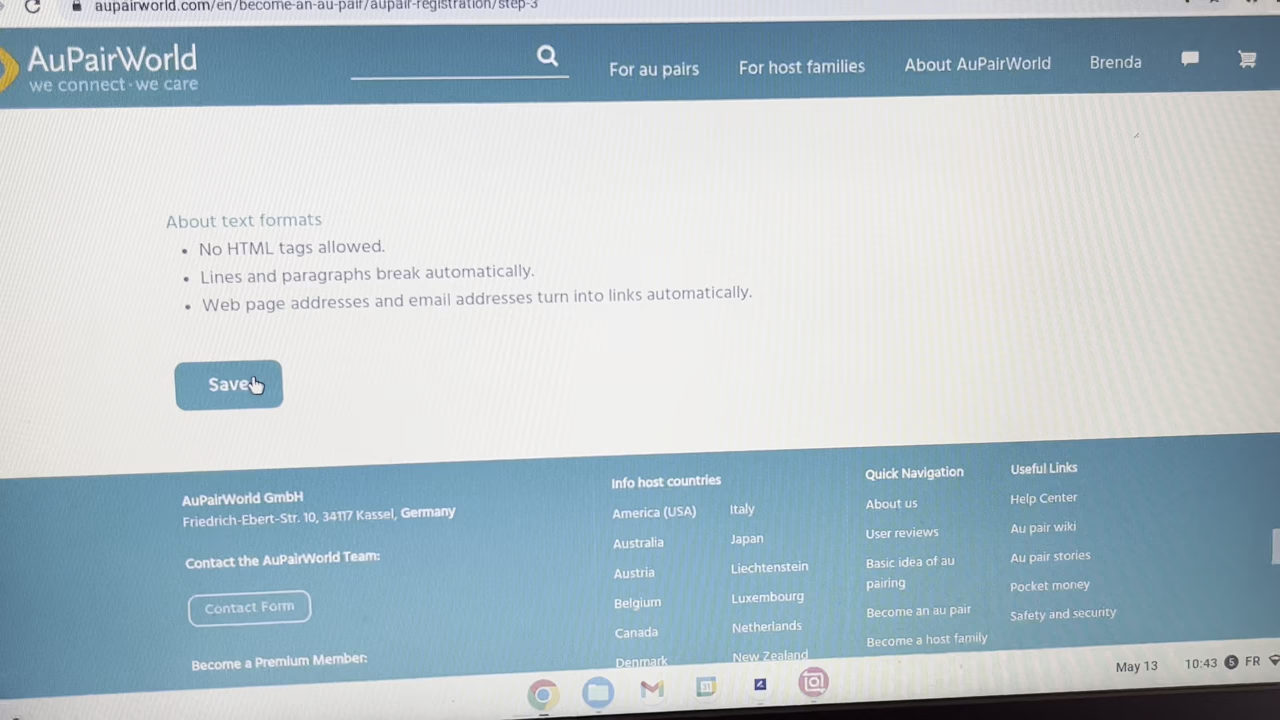 aupairworld.com/en/become-an-au-pair/aupair-registration/step-3
AuPairWorld
we connect·we care
For au pairs
For host families
About AuPairWorld
Brenda
About text formats
No HTML tags allowed.
Lines and paragraphs break automatically.
Web page addresses and email addresses turn into links automatically.
Save
AuPairWorld GmbH
Friedrich-Ebert-Str. 10, 34117 Kassel, Germany
Contact the AuPairWorld Team:
Contact Form
Become a Premium Member:
Info host countries
America (USA)
Australia
Austria
Belgium
Canada
Denmark
Italy
Japan
Liechtenstein
Luxembourg
Netherlands
New Zealand
Quick Navigation
About us
User reviews
Basic idea of au
pairing
Become an au pair
Become a host family
Useful Links
Help Center
Au pair wiki
Au pair stories
Pocket money
Safety and security
31
May 13
10:43 5 FR